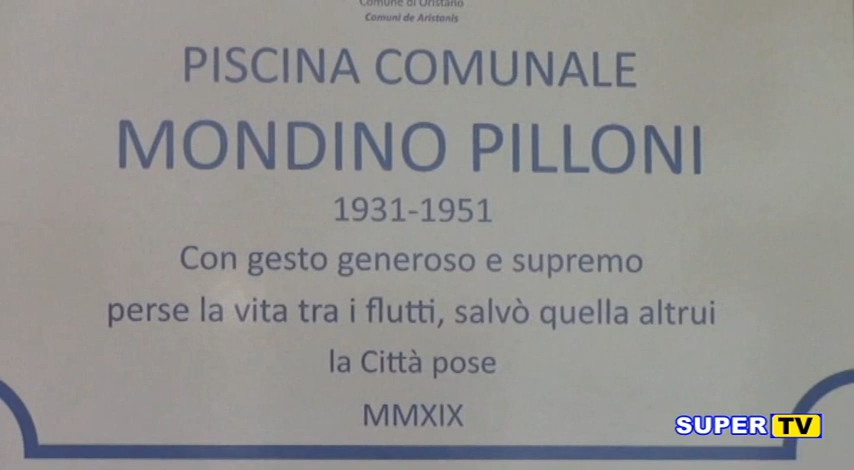 Comune di Oristano
Comuni de Aristanis
PISCINA COMUNALE
MONDINO PILLONI
1931-1951
Con gesto generoso e supremo
perse la vita tra i flutti, salvò quella altrui
la Città pose
MMXIX
SUPER TV